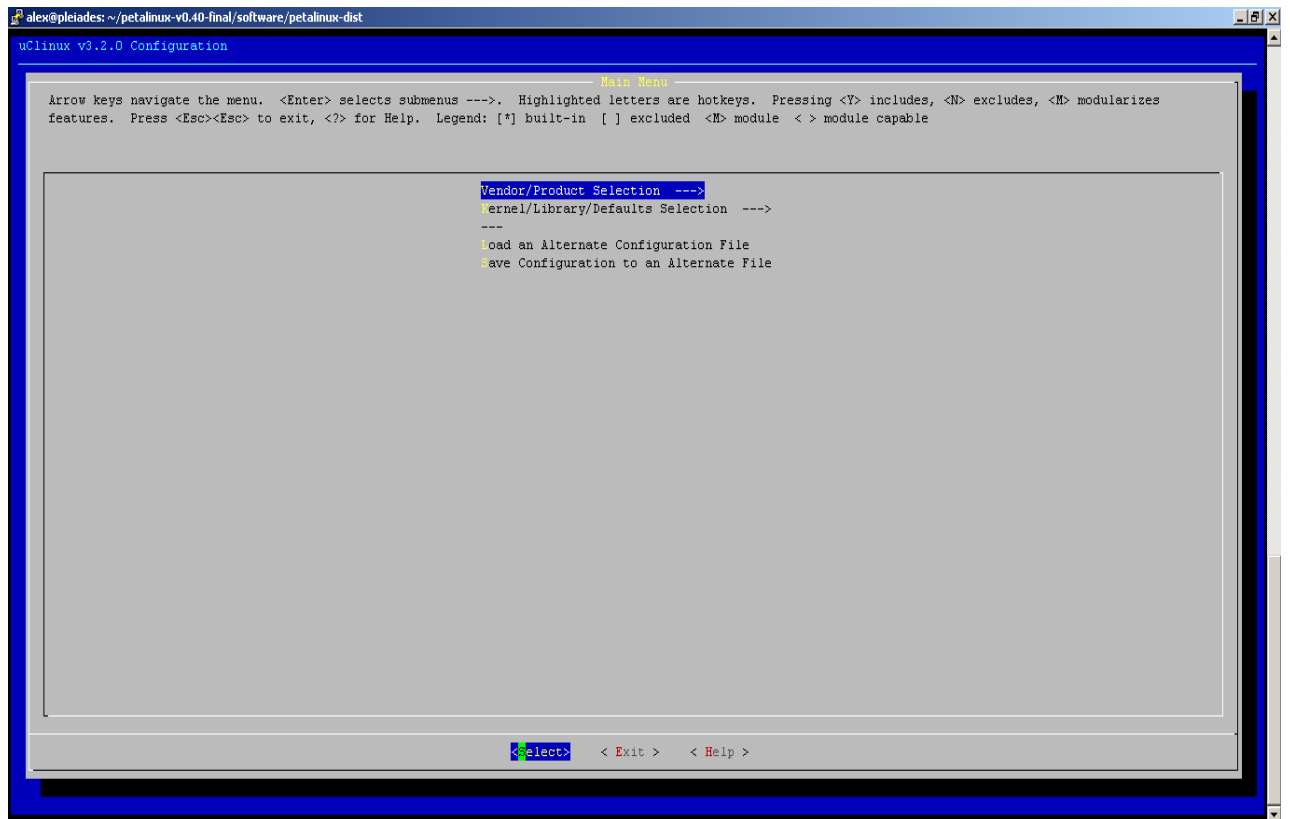 alex@pleiades: ~/petalinux-v0.40-final/software/petalinux-dist
uClinux v3.2.0 Configuration
Main Menu
Arrow keys navigate the menu.  <Enter> selects submenus --->.  Highlighted letters are hotkeys.  Pressing <Y> includes, <N> excludes, <M> modularizes
features.  Press <Esc><Esc> to exit, <?> for Help.  Legend: [*] built-in  [ ] excluded  <M> module  < > module capable
Vendor/Product Selection  --->
Kernel/Library/Defaults Selection  --->
---
Load an Alternate Configuration File
Save Configuration to an Alternate File
<Select>    < Exit >    < Help >